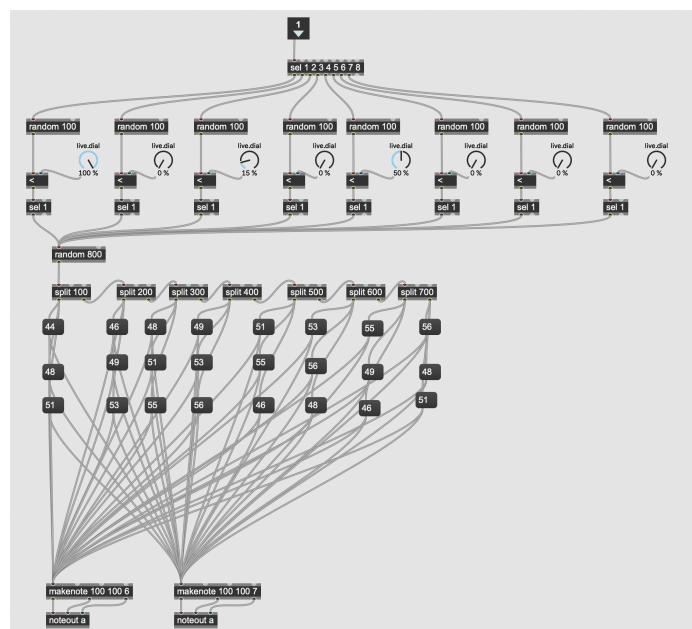 1
sel 1 2 3 4 5 6 7 8
random 100 random 100 random 100 random 100 random 100 random 100 random 100 random 100
live.dial live.dial live.dial live.dial live.dial live.dial live.dial live.dial
100 % 0 % 15 % 0 % 50 % 0 % 0 % 0 %
< < < < < < < <
sel 1 sel 1 sel 1 sel 1 sel 1 sel 1 sel 1 sel 1
random 800
split 100 split 200 split 300 split 400 split 500 split 600 split 700
44 46 48 49 51 53 55 56
48 49 51 53 55 56 49 48
51 53 55 56 46 48 46 51
makenote 100 100 6 makenote 100 100 7
noteout a noteout a